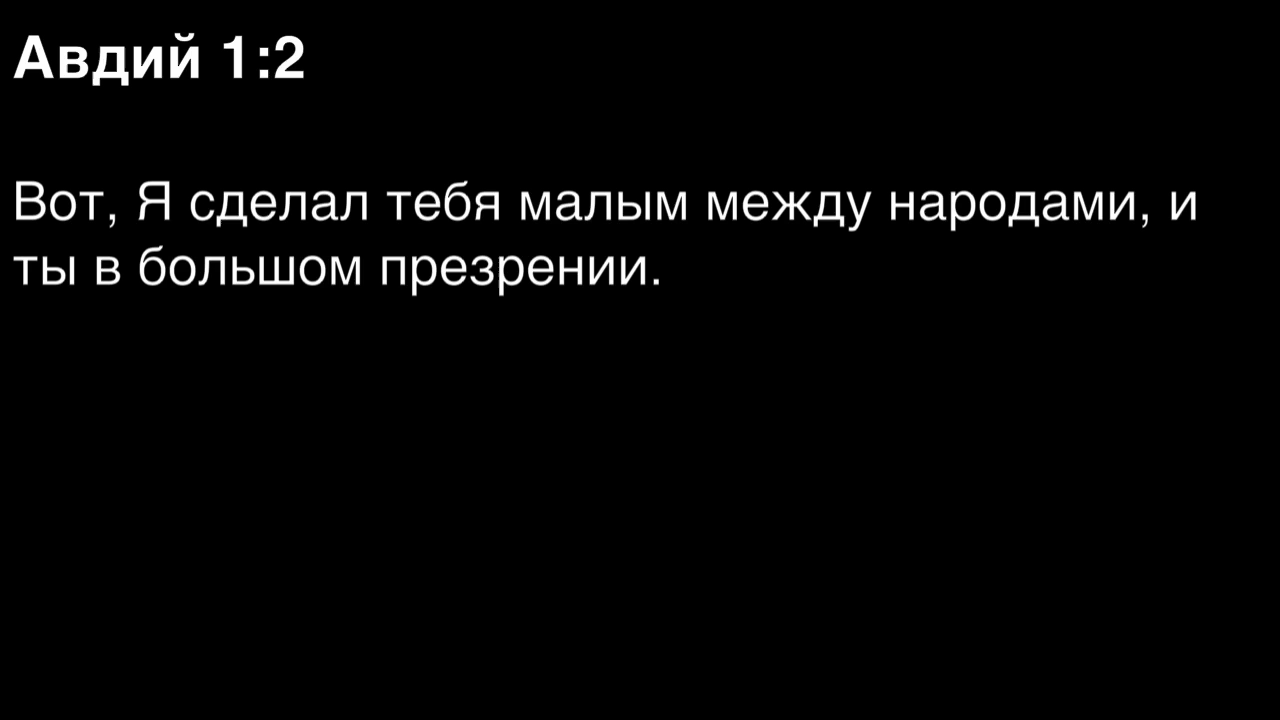 Авдий 1:2
Вот, Я сделал тебя малым между народами, и
ты в большом презрении.